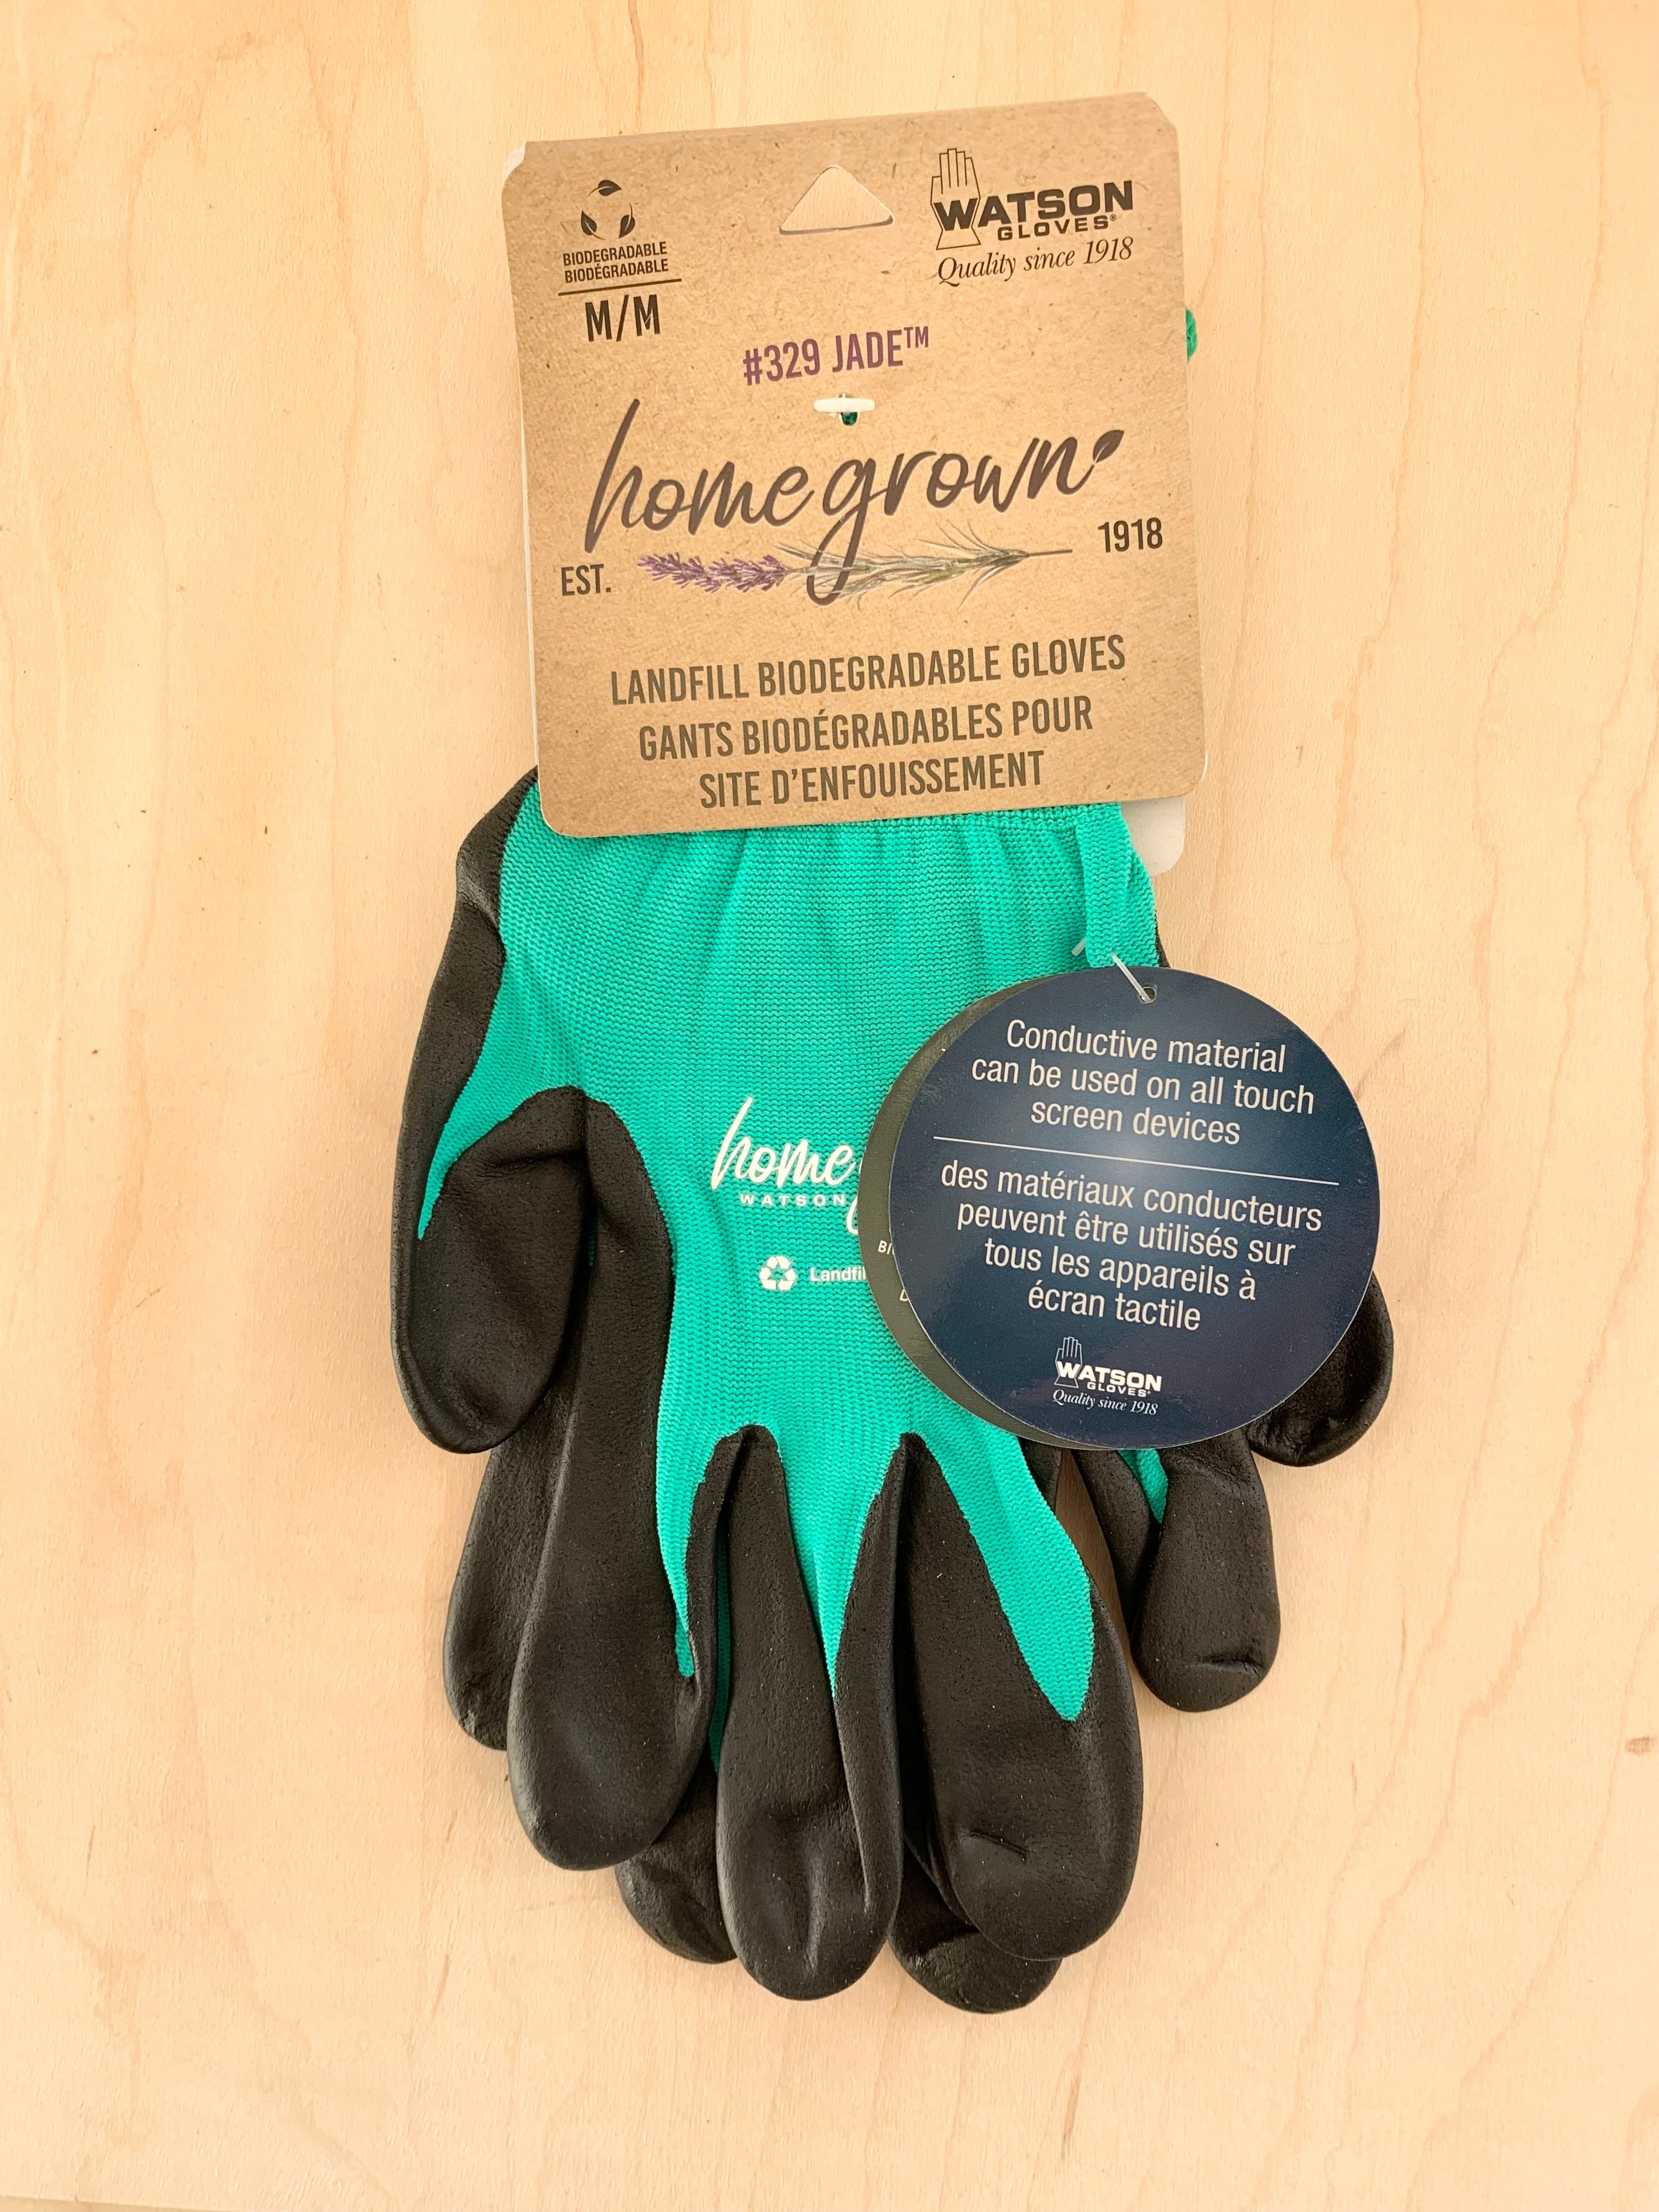 BIODEGRADABLE
BIODÉGRADABLE
M/M
WATSON
GLOVES®
Quality since 1918
#329 JADE™
homegrown
EST.
1918
LANDFILL BIODEGRADABLE GLOVES
GANTS BIODÉGRADABLES POUR
SITE D'ENFOUISSEMENT
home
WATSON
Conductive material
can be used on all touch
screen devices
des matériaux conducteurs
peuvent être utilisés sur
tous les appareils à
écran tactile
WATSON
GLOVES®
Quality since 1918